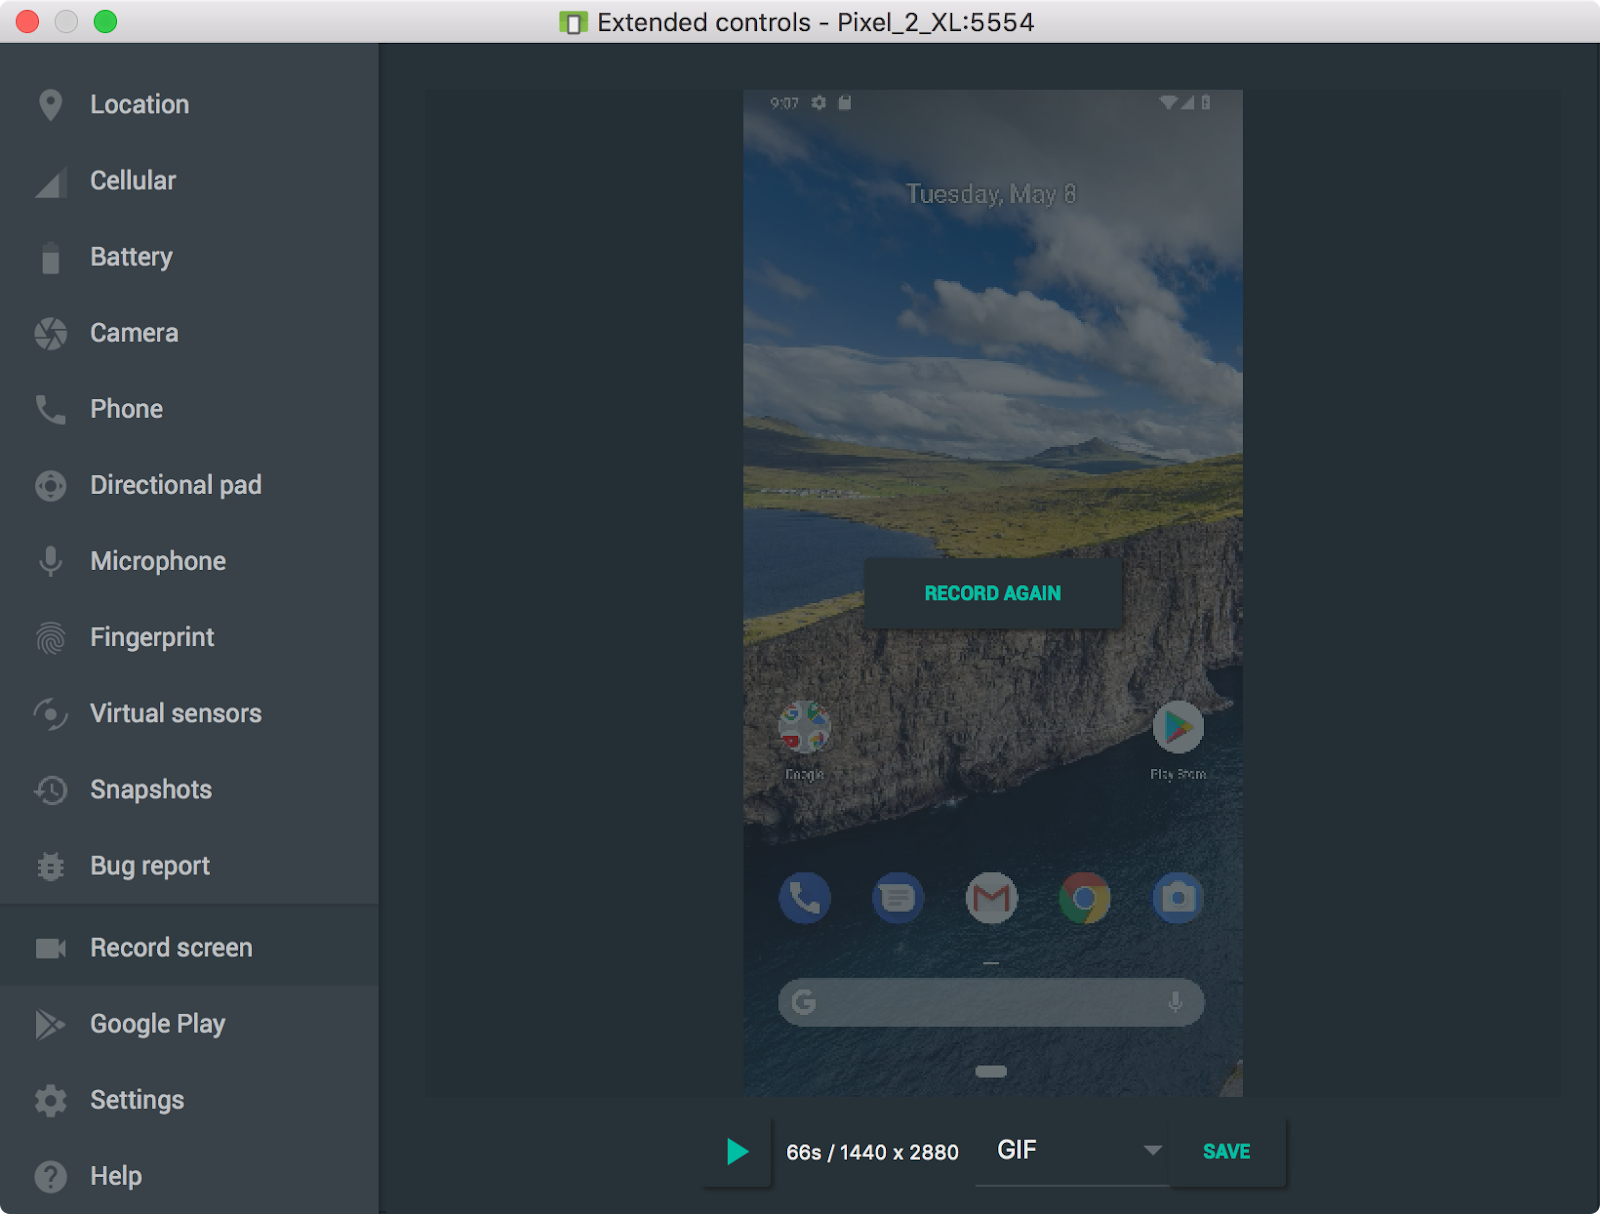 Extended controls - Pixel_2_XL:5554
Location
Cellular
Battery
Camera
Phone
Directional pad
Microphone
Fingerprint
Virtual sensors
Snapshots
Bug report
Record screen
Google Play
Settings
Help
9:07
Tuesday, May 8
RECORD AGAIN
Google
Play Store
G
66s / 1440 x 2880
GIF
SAVE